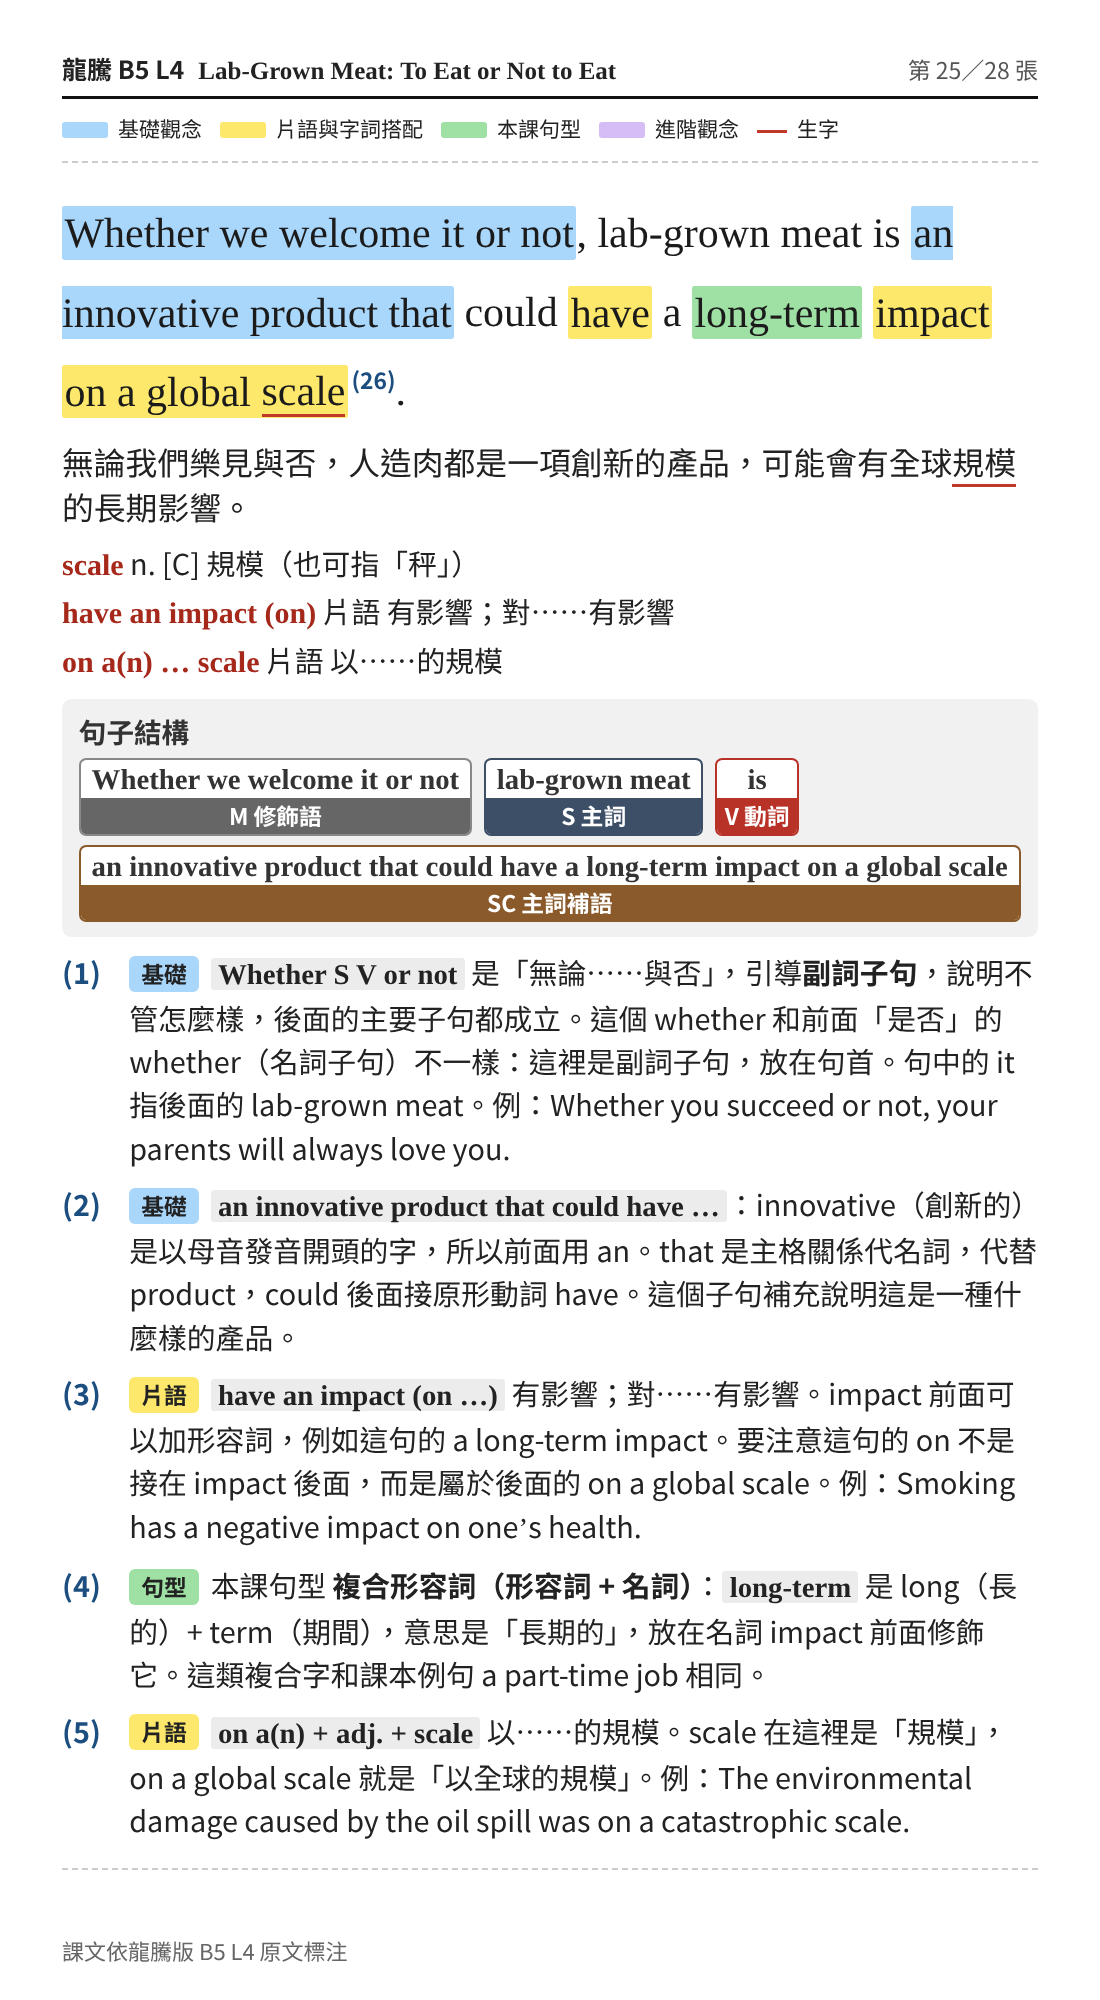 龍騰 B5 L4 Lab-Grown Meat: To Eat or Not to Eat 第 25／28 張
基礎觀念 片語與字詞搭配 本課句型 進階觀念 生字
Whether we welcome it or not, lab-grown meat is an
innovative product that could have a long-term impact
on a global scale(26).
無論我們樂見與否，人造肉都是一項創新的產品，可能會有全球規模
的長期影響。
scale n. [C] 規模（也可指「秤」）
have an impact (on) 片語 有影響；對……有影響
on a(n) … scale 片語 以……的規模
句子結構
Whether we welcome it or not lab-grown meat is
M 修飾語 S 主詞 V 動詞
an innovative product that could have a long-term impact on a global scale
SC 主詞補語
(1) 基礎 Whether S V or not 是「無論……與否」，引導副詞子句，說明不
管怎麼樣，後面的主要子句都成立。這個 whether 和前面「是否」的
whether（名詞子句）不一樣：這裡是副詞子句，放在句首。句中的 it
指後面的 lab-grown meat。例：Whether you succeed or not, your
parents will always love you.
(2) 基礎 an innovative product that could have …：innovative（創新的）
是以母音發音開頭的字，所以前面用 an。that 是主格關係代名詞，代替
product，could 後面接原形動詞 have。這個子句補充說明這是一種什
麼樣的產品。
(3) 片語 have an impact (on …) 有影響；對……有影響。impact 前面可
以加形容詞，例如這句的 a long-term impact。要注意這句的 on 不是
接在 impact 後面，而是屬於後面的 on a global scale。例：Smoking
has a negative impact on one’s health.
(4) 句型 本課句型 複合形容詞（形容詞 + 名詞）：long-term 是 long（長
的）+ term（期間），意思是「長期的」，放在名詞 impact 前面修飾
它。這類複合字和課本例句 a part-time job 相同。
(5) 片語 on a(n) + adj. + scale 以……的規模。scale 在這裡是「規模」，
on a global scale 就是「以全球的規模」。例：The environmental
damage caused by the oil spill was on a catastrophic scale.
課文依龍騰版 B5 L4 原文標注